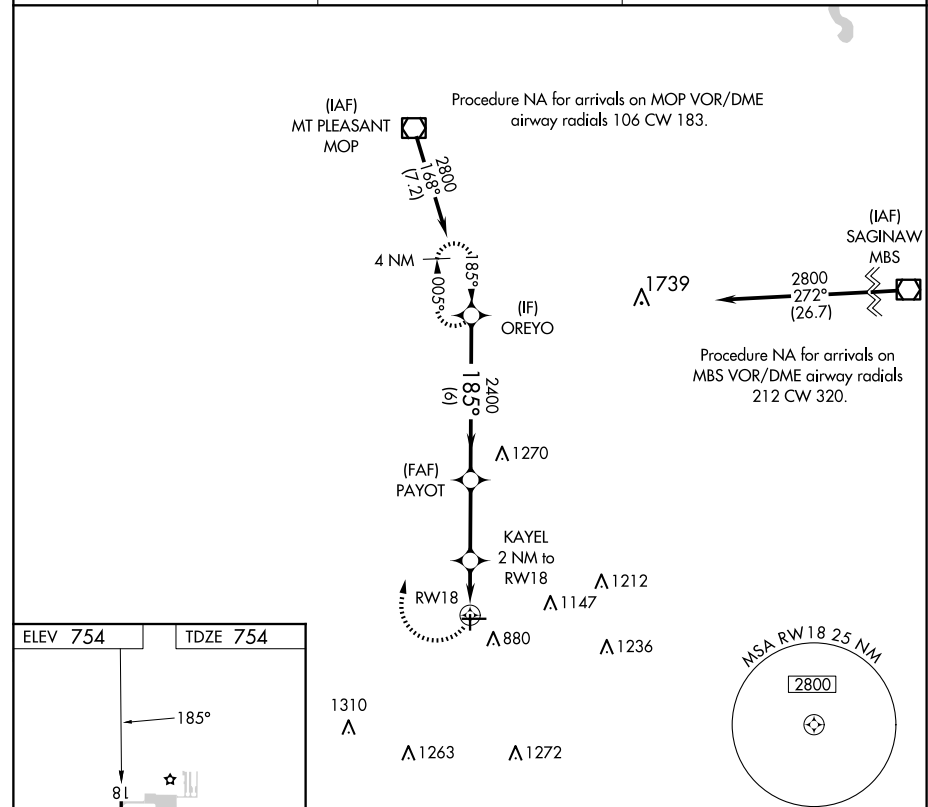 (IAF)
MT PLEASANT
MOP
Procedure NA for arrivals on MOP VOR/DME
airway radials 106 CW 183.
2800
168°
(7.2)
(IAF)
SAGINAW
MBS
4 NM
185°
005°
(IF)
OREYO
1739
2800
272°
(26.7)
Procedure NA for arrivals on
MBS VOR/DME airway radials
212 CW 320.
2400
185°
(6)
1270
(FAF)
PAYOT
KAYEL
2 NM to
RW18
1212
RW18
1147
880
1236
ELEV 754
TDZE 754
MSA RW18 25 NM
2800
185°
1310
1263
1272
18